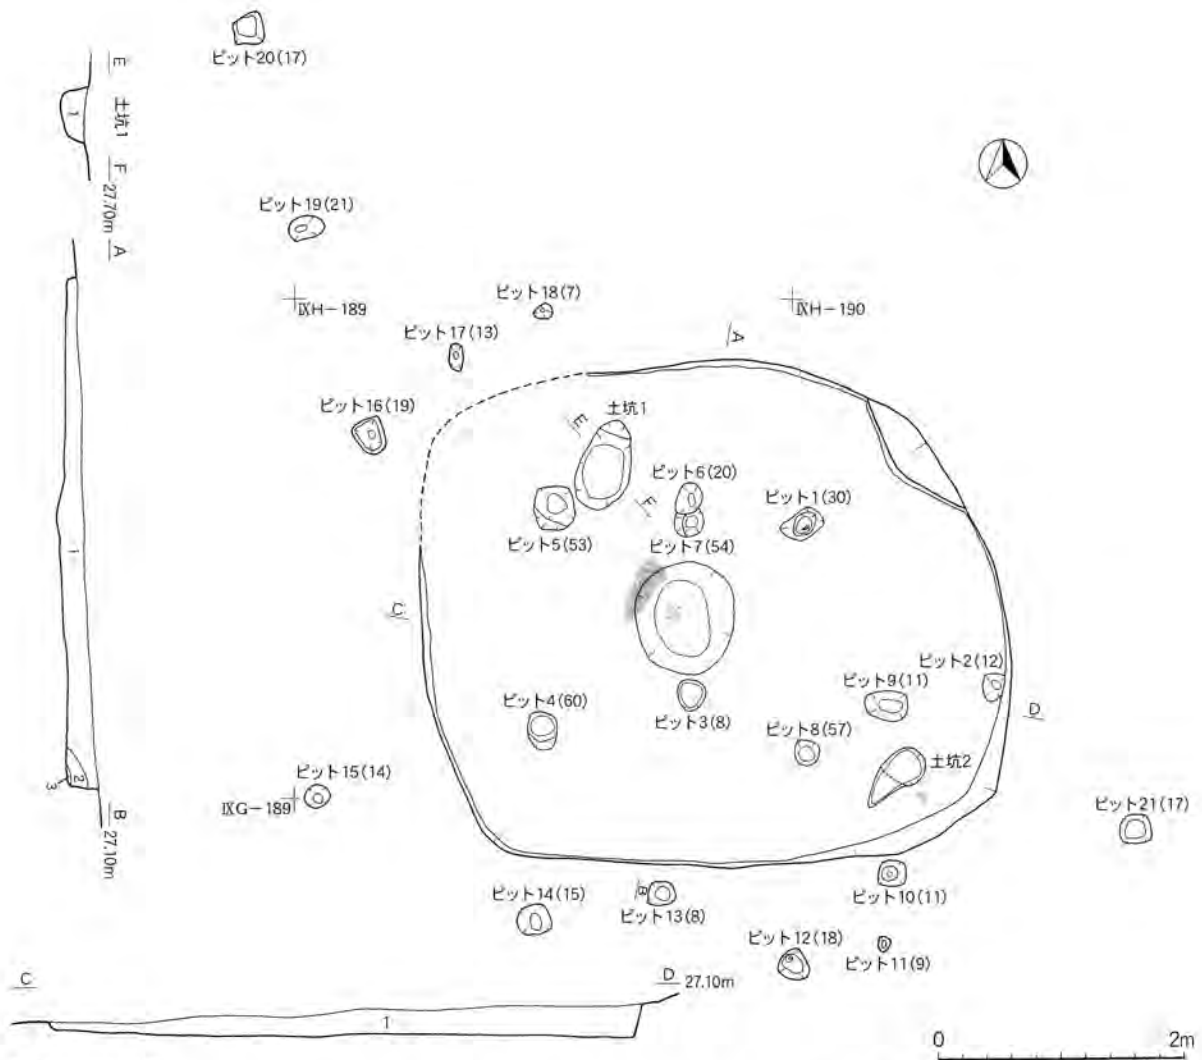 ピット20(17)
E
土坑1
1
F
27.70m
A
ピット19(21)
ⅨH-189
ピット18(7)
ⅨH-190
ピット17(13)
A
ピット16(19)
土坑1
E
ピット6(20)
ピット1(30)
F
ピット5(53)
ピット7(54)
1
C
ピット2(12)
ピット9(11)
ピット4(60)
ピット3(8)
D
ピット8(57)
土坑2
2
3
ピット15(14)
ⅨG-189
B
27.10m
ピット21(17)
ピット14(15)
B
ピット13(8)
ピット10(11)
ピット12(18)
ピット11(9)
C
D 27.10m
1
0 2m